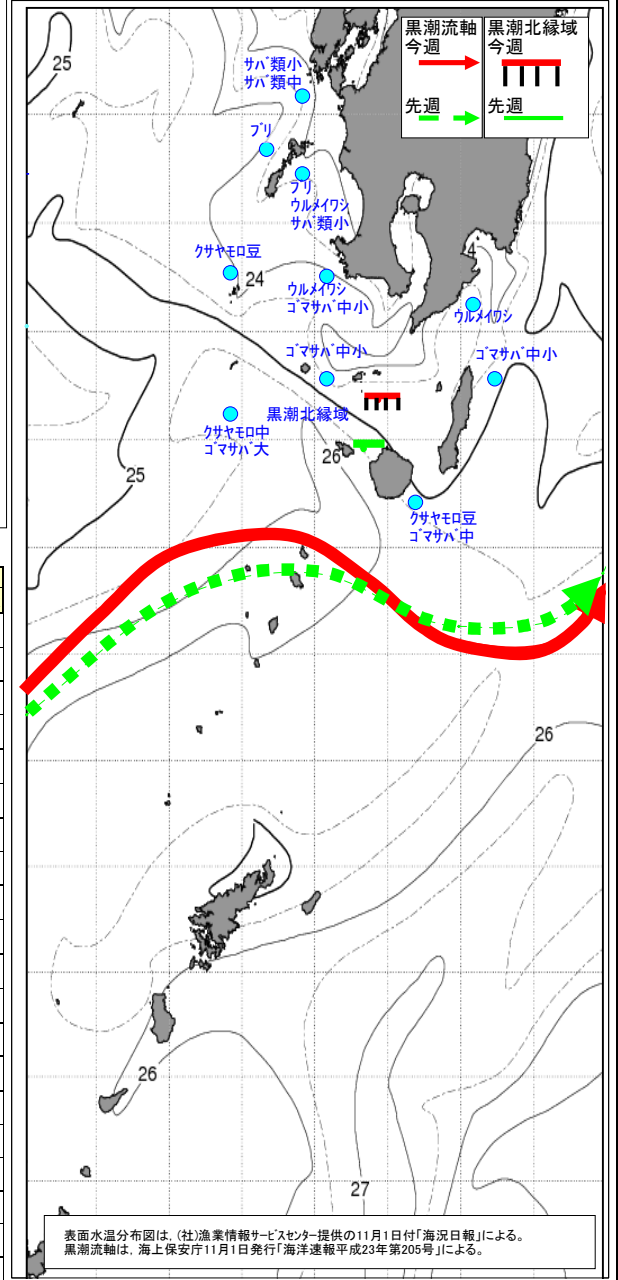 黒潮流軸
今週
先週
黒潮北縁域
今週
先週
25
サバ類小
サバ類中
ブリ
ブリ
ウルメイワシ
サバ類小
クサヤモロ豆
24
ウルメイワシ
ゴマサバ中小
4
ウルメイワシ
ゴマサバ中小
ゴマサバ中小
黒潮北縁域
クサヤモロ中
ゴマサバ大
26
25
クサヤモロ豆
ゴマサバ中
26
26
27
表面水温分布図は，(社)漁業情報サービスセンター提供の11月1日付「海況日報」による。
黒潮流軸は，海上保安庁11月1日発行「海洋速報平成23年第205号」による。